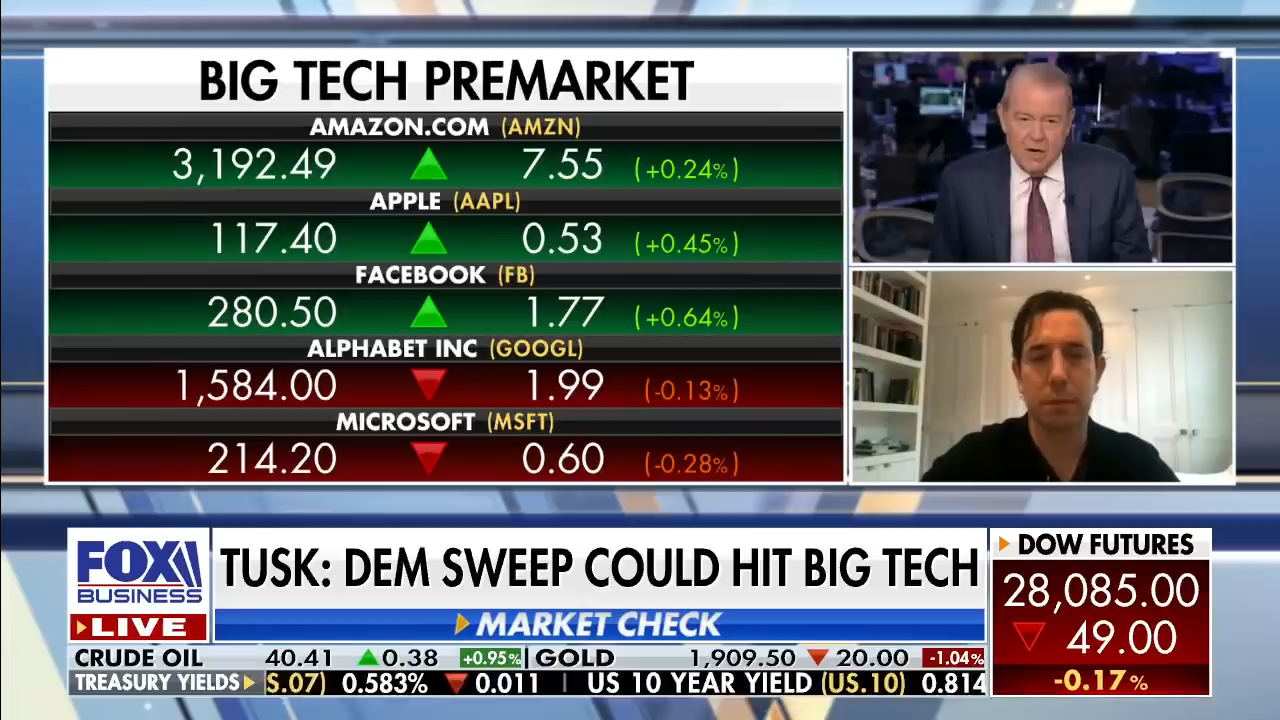 BIG TECH PREMARKET
AMAZON.COM (AMZN)
3,192.49 7.55 (+0.24%)
APPLE (AAPL)
117.40 0.53 (+0.45%)
FACEBOOK (FB)
280.50 1.77 (+0.64%)
ALPHABET INC (GOOGL)
1,584.00 1.99 (-0.13%)
MICROSOFT (MSFT)
214.20 0.60 (-0.28%)
FOX
BUSINESS
LIVE
TUSK: DEM SWEEP COULD HIT BIG TECH
MARKET CHECK
DOW FUTURES
28,085.00
49.00
-0.17%
CRUDE OIL 40.41 0.38 +0.95% GOLD 1,909.50 20.00 -1.04%
TREASURY YIELDS S.07) 0.583% 0.011 US 10 YEAR YIELD (US.10) 0.814